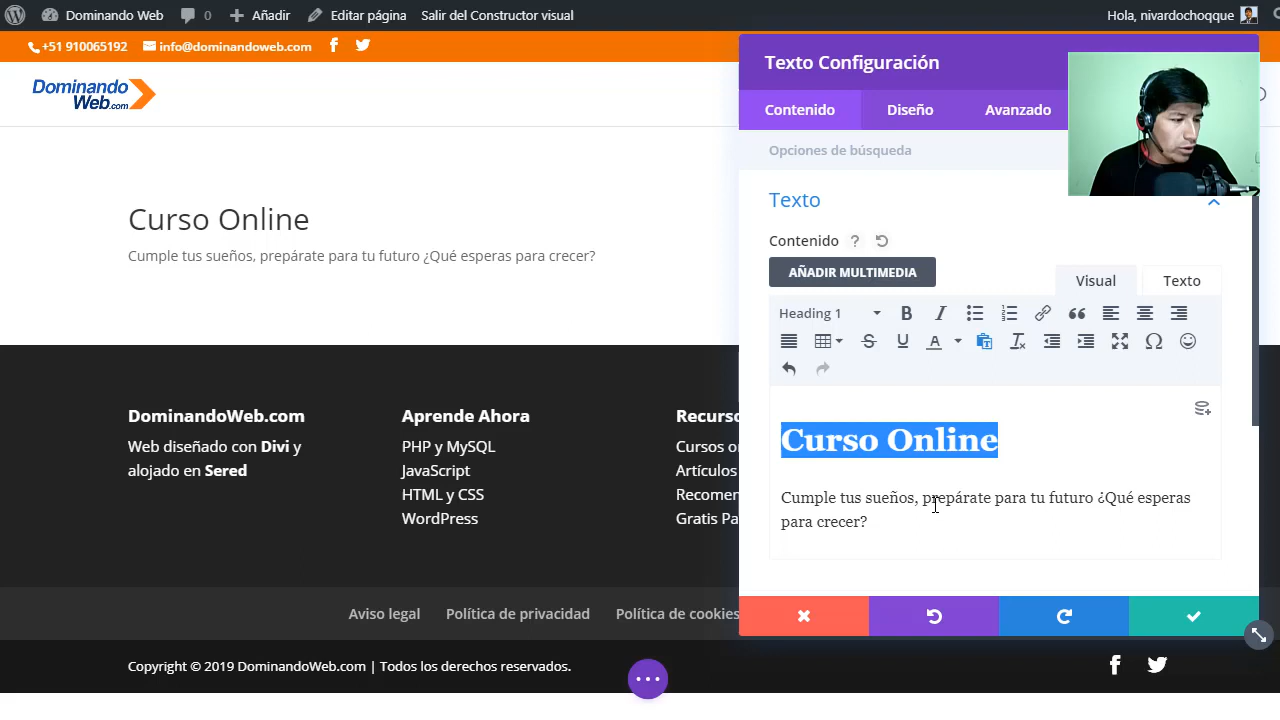 Dominando Web
0
Añadir
Editar página
Salir del Constructor visual
Hola, nivardochoqque
+51 910065192
info@dominandoweb.com
Dominando
Web.com
Curso Online
Cumple tus sueños, prepárate para tu futuro ¿Qué esperas para crecer?
Texto Configuración
Contenido
Diseño
Avanzado
Opciones de búsqueda
Texto
Contenido ?
AÑADIR MULTIMEDIA
Visual
Texto
Heading 1
B
I
U
A
Curso Online
Cumple tus sueños, prepárate para tu futuro ¿Qué esperas
para crecer?
DominandoWeb.com
Web diseñado con Divi y
alojado en Sered
Aprende Ahora
PHP y MySQL
JavaScript
HTML y CSS
WordPress
Gratis
Aviso legal
Política de privacidad
Política de cookies
Copyright © 2019 DominandoWeb.com | Todos los derechos reservados.